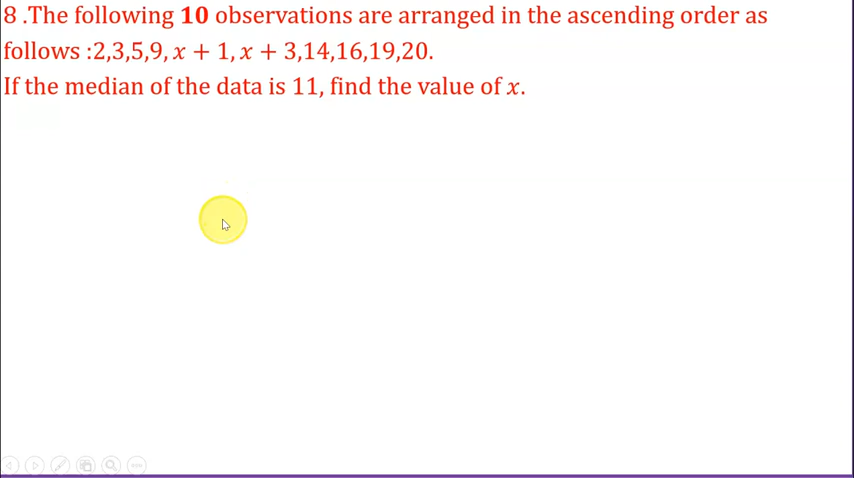 8 .The following 10 observations are arranged in the ascending order as
follows :2,3,5,9, x + 1, x + 3,14,16,19,20.
If the median of the data is 11, find the value of x.